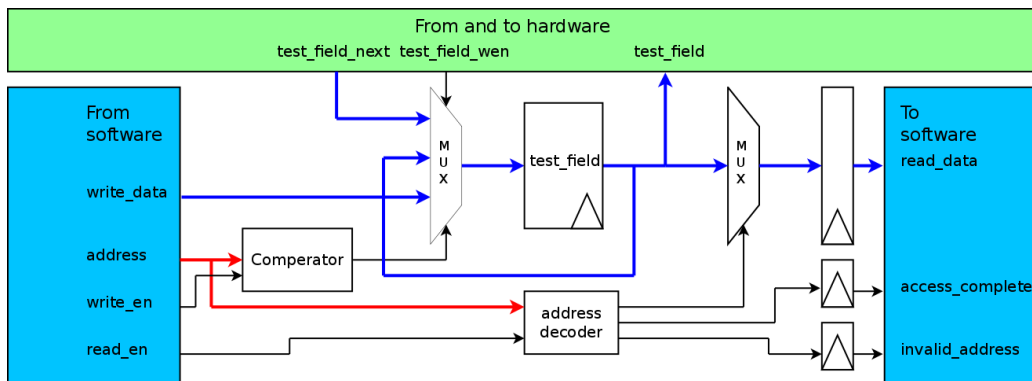 From and to hardware
test_field_next test_field_wen test_field
From
software
To
software
M
U
X
test_field
M
U
X
read_data
write_data
address
Comperator
write_en
address
decoder
access_complete
read_en
invalid_address